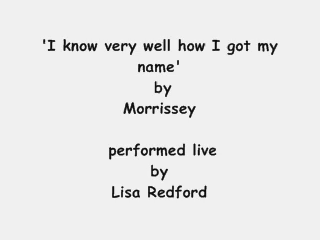 'I know very well how I got my
name'
by
Morrissey
performed live
by
Lisa Redford